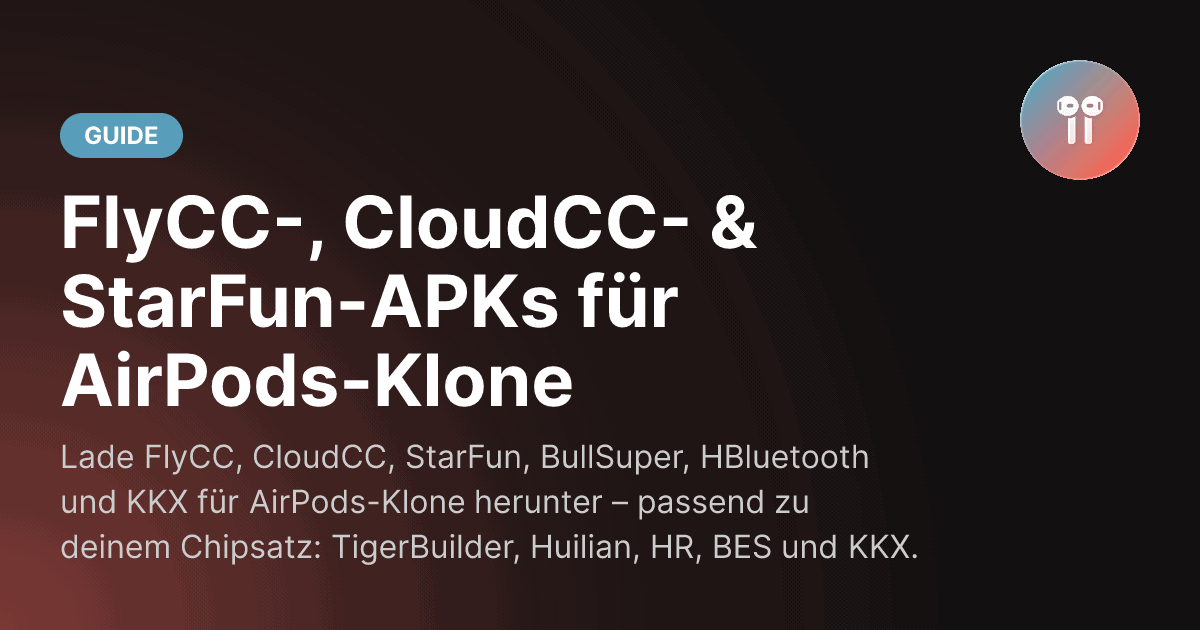 GUIDE
FlyCC-, CloudCC- &
StarFun-APKs für
AirPods-Klone
Lade FlyCC, CloudCC, StarFun, BullSuper, HBluetooth
und KKX für AirPods-Klone herunter – passend zu
deinem Chipsatz: TigerBuilder, Huilian, HR, BES und KKX.